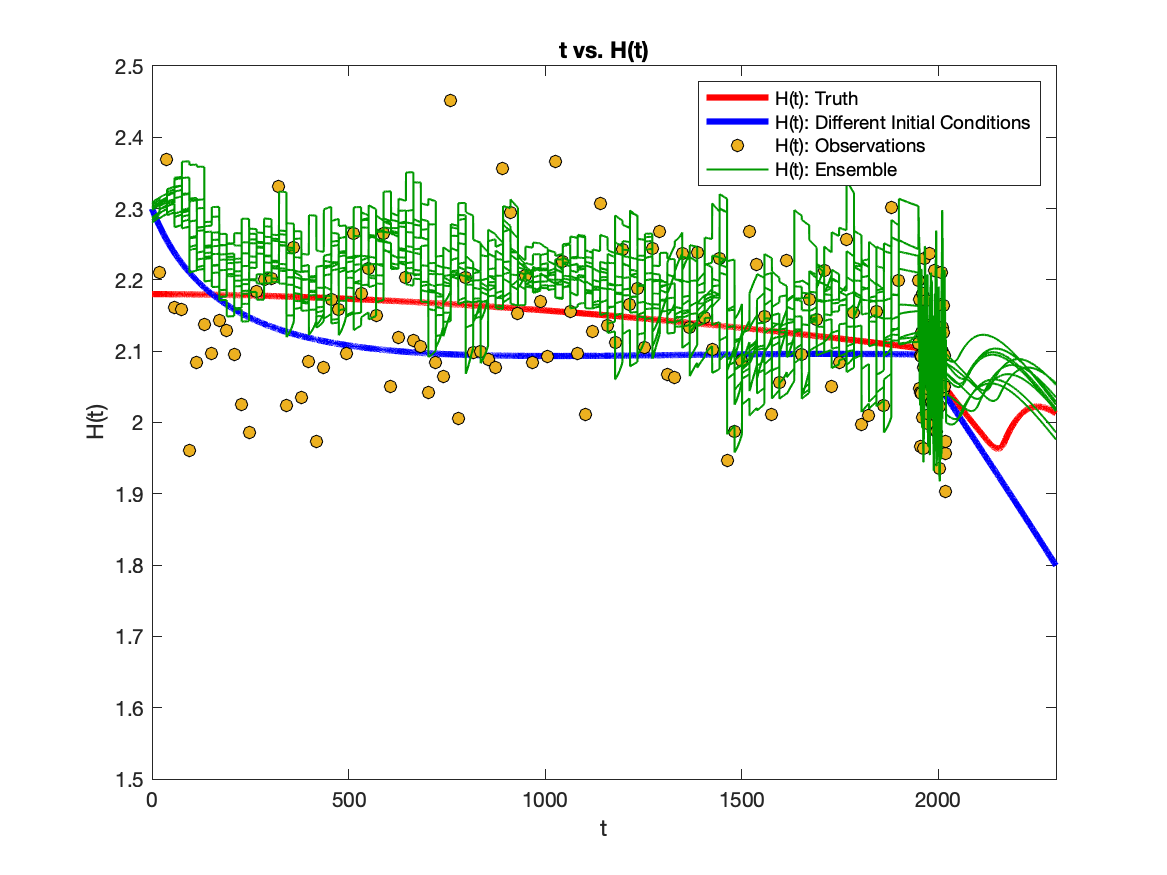 t vs. H(t)
H(t): Truth
H(t): Different Initial Conditions
H(t): Observations
H(t): Ensemble
H(t)
2.5
2.4
2.3
2.2
2.1
2
1.9
1.8
1.7
1.6
1.5
0 500 1000 1500 2000
t